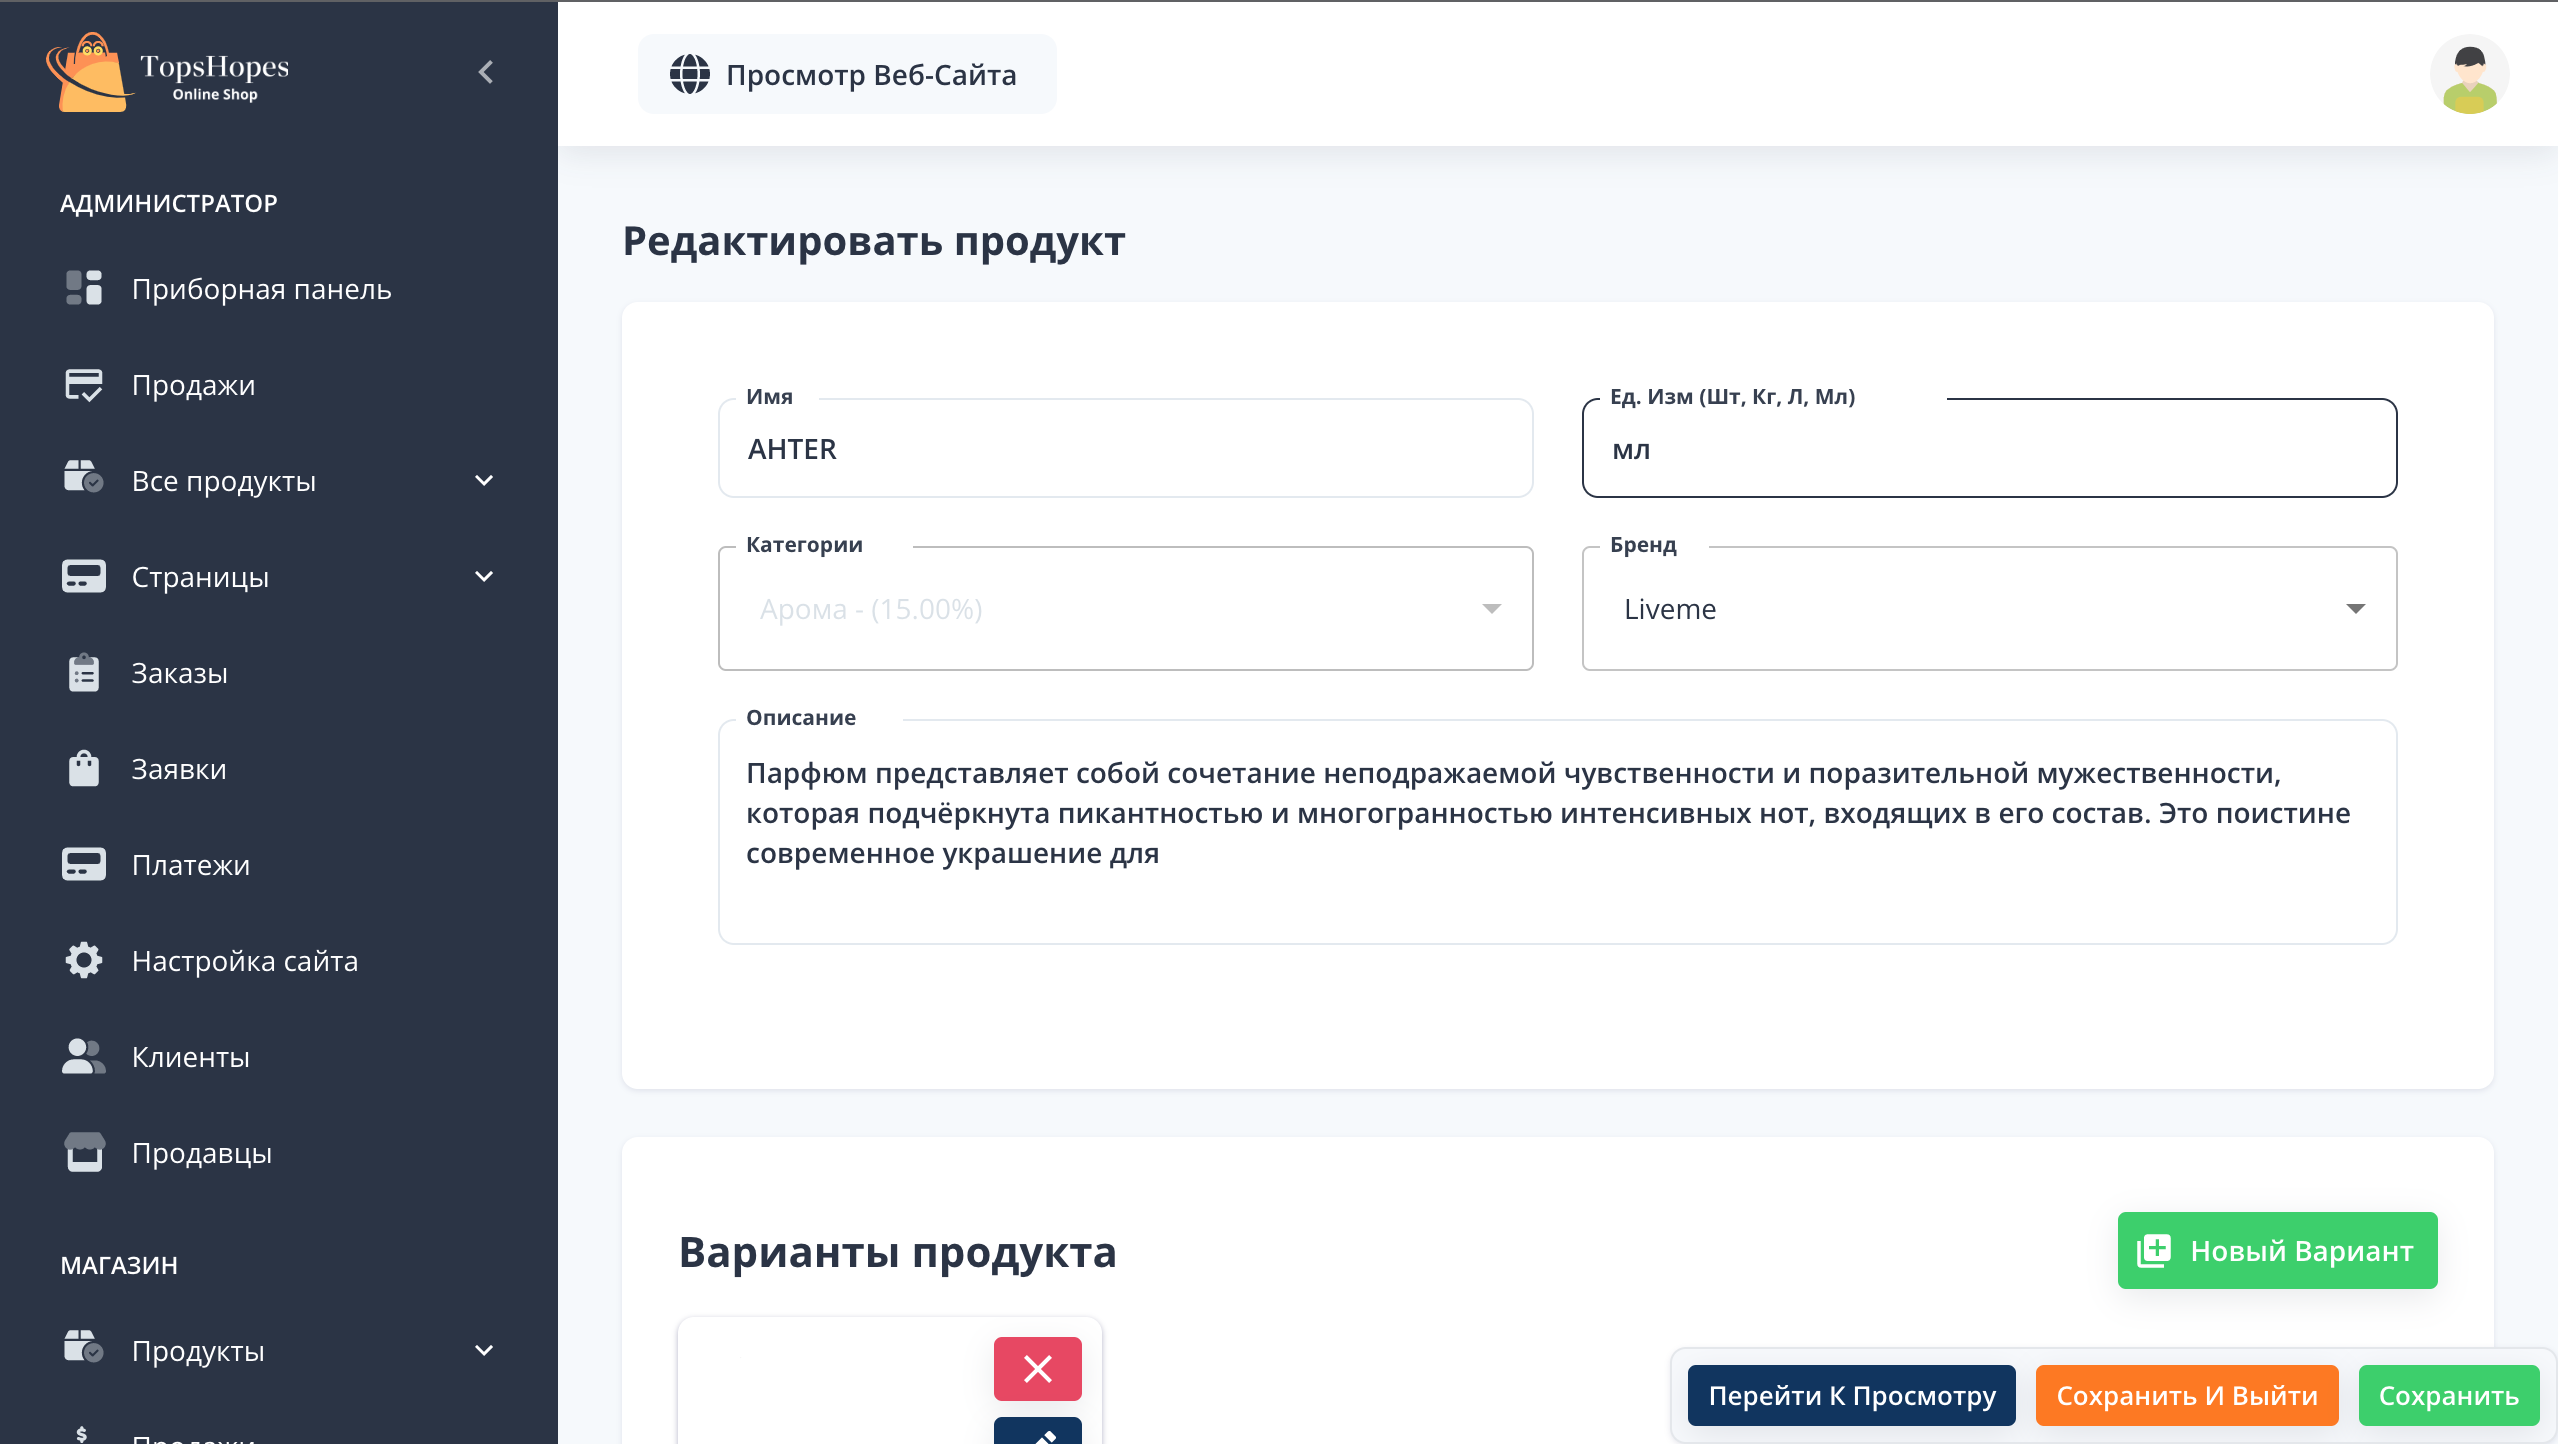 TopsHopes
Online Shop
Просмотр Веб-Сайта
АДМИНИСТРАТОР
Приборная панель
Продажи
Все продукты
Страницы
Заказы
Заявки
Платежи
Настройка сайта
Клиенты
Продавцы
МАГАЗИН
Продукты
Продажи
Редактировать продукт
Имя
AHTER
Ед. Изм (Шт, Кг, Л, Мл)
мл
Категории
Арома - (15.00%)
Бренд
Liveme
Описание
Парфюм представляет собой сочетание неподражаемой чувственности и поразительной мужественности,
которая подчёркнута пикантностью и многогранностью интенсивных нот, входящих в его состав. Это поистине
современное украшение для
Варианты продукта
Новый Вариант
Перейти К Просмотру
Сохранить И Выйти
Сохранить